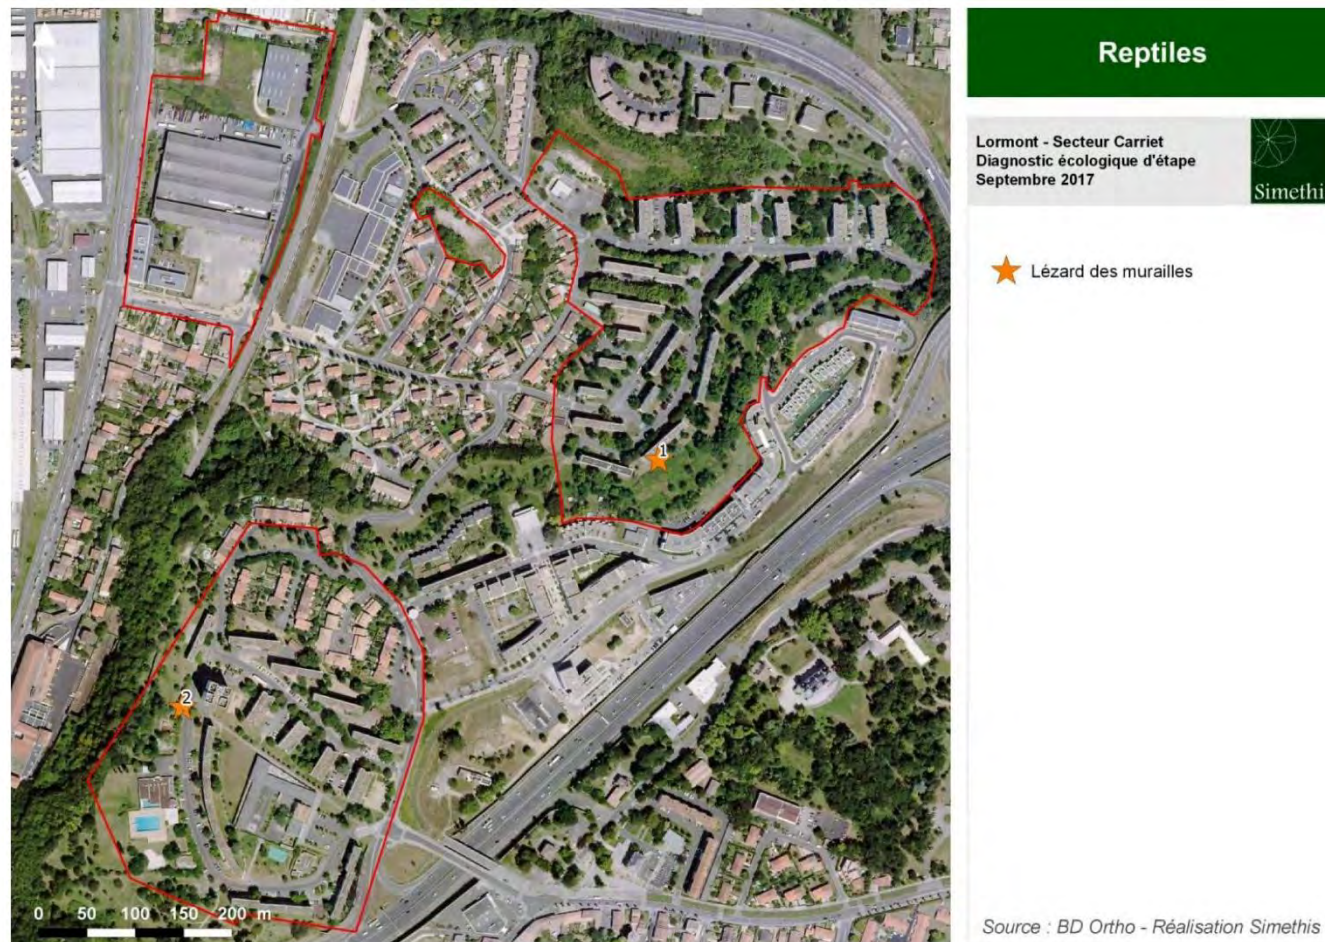 Reptiles
Lormont - Secteur Carriet
Diagnostic écologique d'étape
Septembre 2017
Simethi
Lézard des murailles
N
1
2
0 50 100 150 200 m
Source : BD Ortho - Réalisation Simethis